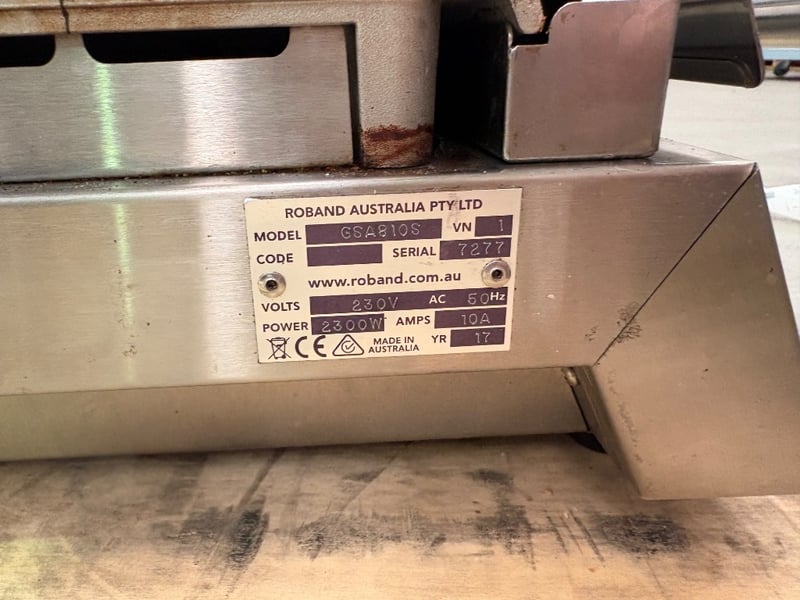 ROBAND AUSTRALIA PTY LTD
MODEL GSA810S VN 1
CODE SERIAL 7277
www.roband.com.au
VOLTS 230V AC 50Hz
POWER 2300W AMPS 10A
CE MADE IN AUSTRALIA YR 17